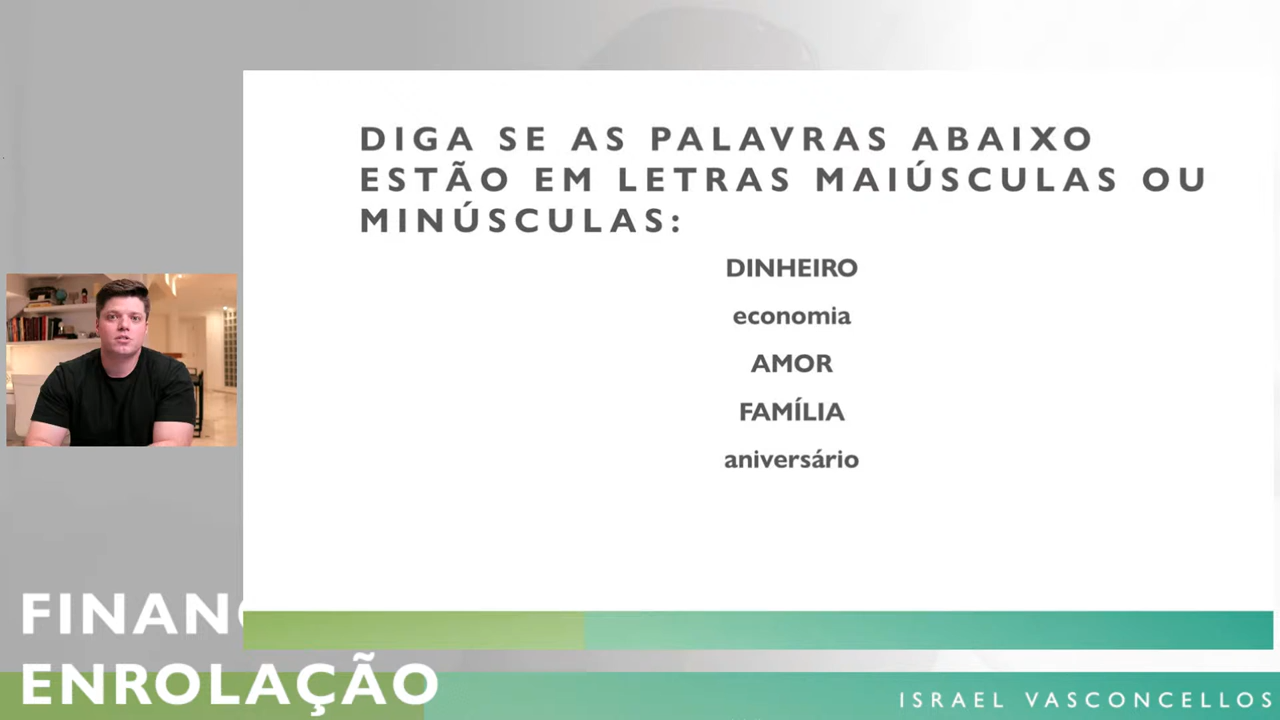 DIGA SE AS PALAVRAS ABAIXO
ESTÃO EM LETRAS MAIÚSCULAS OU
MINÚSCULAS:
DINHEIRO
economia
AMOR
FAMÍLIA
aniversário
FINANC
ENROLAÇÃO
ISRAEL VASCONCELLOS